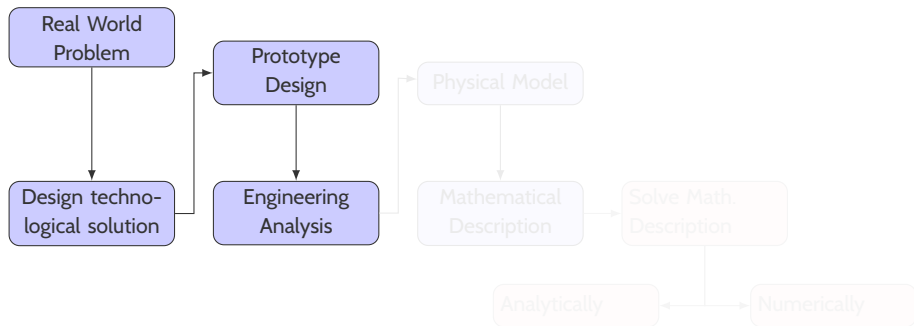 Real World
Problem
Design techno-
logical solution
Prototype
Design
Engineering
Analysis
Physical Model
Mathematical
Description
Solve Math.
Description
Analytically
Numerically